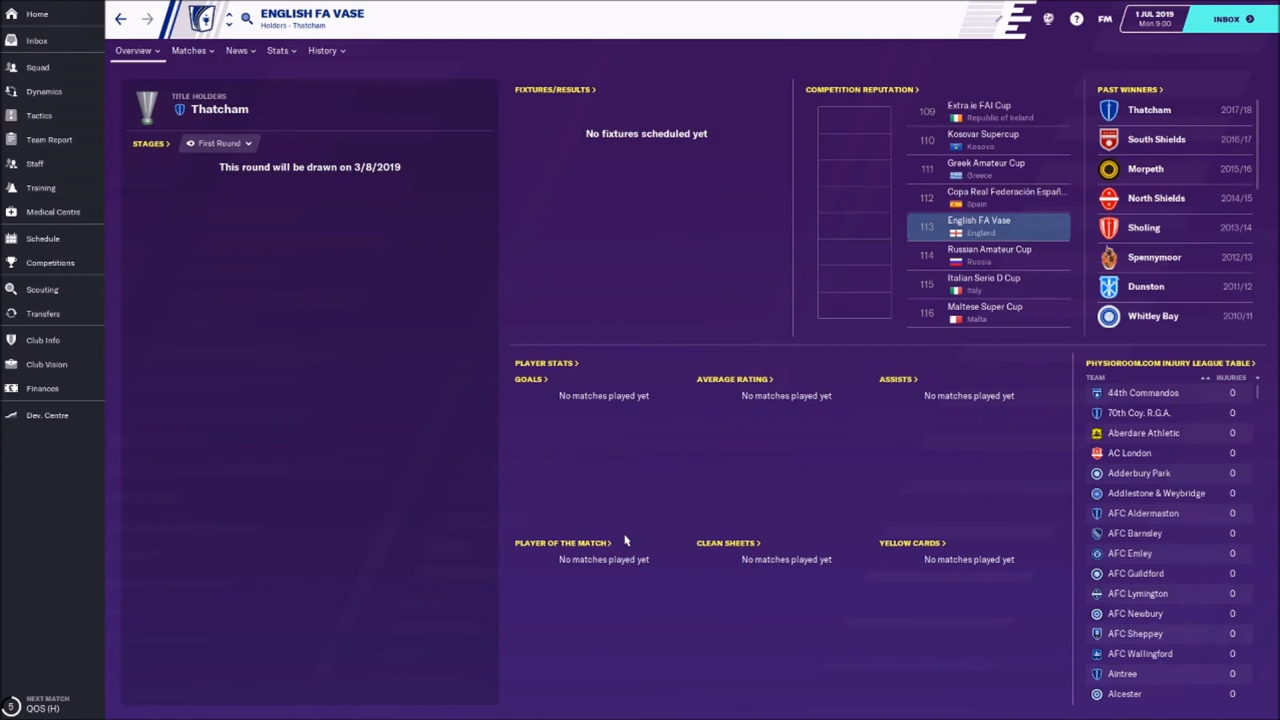 Home
Inbox
Squad
Dynamics
Tactics
Team Report
Staff
Training
Medical Centre
Schedule
Competitions
Scouting
Transfers
Club Info
Club Vision
Finances
Dev. Centre
5
NEXT MATCH
QOS (H)
ENGLISH FA VASE
Holders - Thatcham
?
FM
1 JUL 2019
Mon 9:00
INBOX
Overview
Matches
News
Stats
History
TITLE HOLDERS
Thatcham
STAGES >
First Round
This round will be drawn on 3/8/2019
FIXTURES/RESULTS >
No fixtures scheduled yet
COMPETITION REPUTATION >
109 Extra.ie FAI Cup
Republic of Ireland
110 Kosovar Supercup
Kosovo
111 Greek Amateur Cup
Greece
112 Copa Real Federación Españ...
Spain
113 English FA Vase
England
114 Russian Amateur Cup
Russia
115 Italian Serie D Cup
Italy
116 Maltese Super Cup
Malta
PAST WINNERS >
Thatcham 2017/18
South Shields 2016/17
Morpeth 2015/16
North Shields 2014/15
Sholing 2013/14
Spennymoor 2012/13
Dunston 2011/12
Whitley Bay 2010/11
PLAYER STATS >
GOALS >
No matches played yet
AVERAGE RATING >
No matches played yet
ASSISTS >
No matches played yet
PLAYER OF THE MATCH >
No matches played yet
CLEAN SHEETS >
No matches played yet
YELLOW CARDS >
No matches played yet
PHYSIOROOM.COM INJURY LEAGUE TABLE >
TEAM INJURIES
44th Commandos 0
70th Coy. R.G.A. 0
Aberdare Athletic 0
AC London 0
Adderbury Park 0
Addlestone & Weybridge 0
AFC Aldermaston 0
AFC Barnsley 0
AFC Emley 0
AFC Guildford 0
AFC Lymington 0
AFC Newbury 0
AFC Sheppey 0
AFC Wallingford 0
Aintree 0
Alcester 0